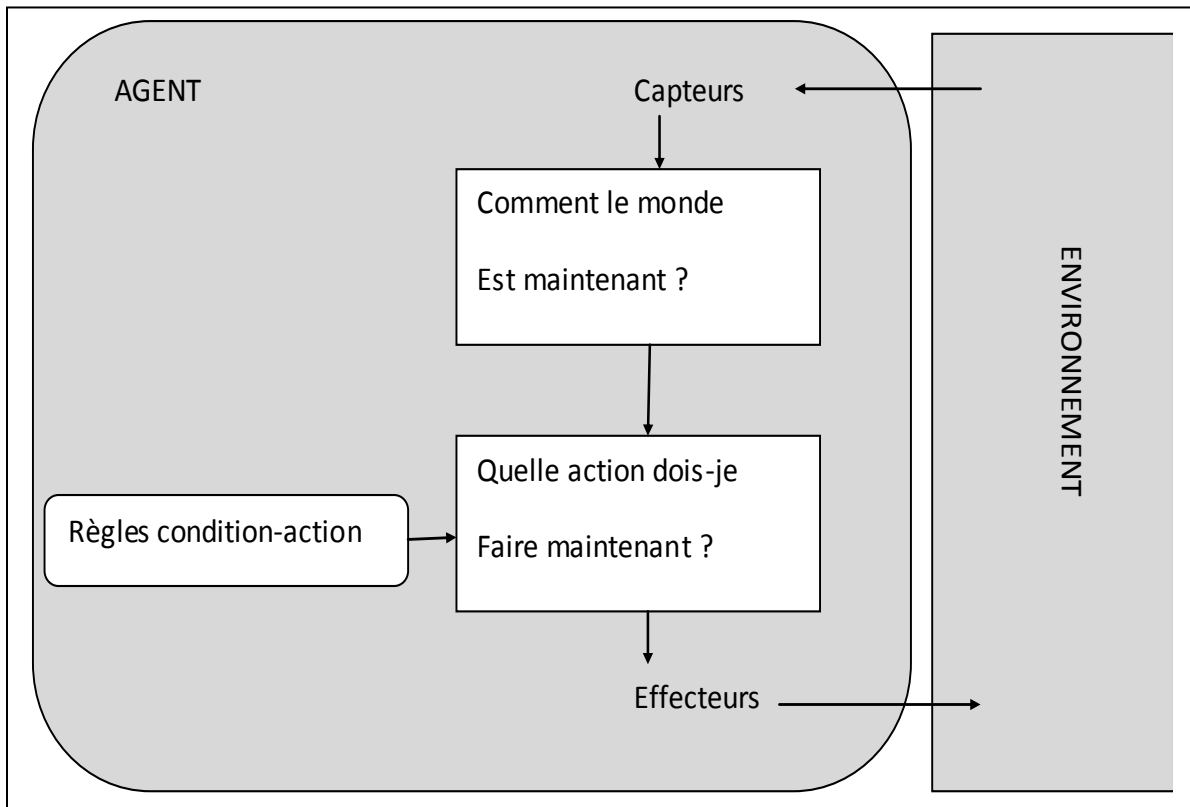 AGENT
Capteurs
Comment le monde
Est maintenant ?
ENVIRONNEMENT
Quelle action dois-je
Règles condition-action
Faire maintenant ?
Effecteurs